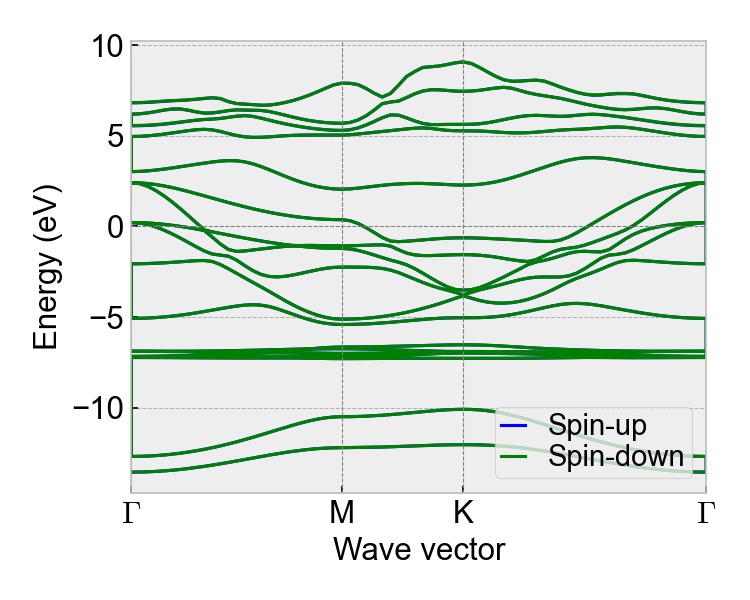 10
5
0
−5
−10
Energy (eV)
Spin-up
Spin-down
Γ M K Γ
Wave vector